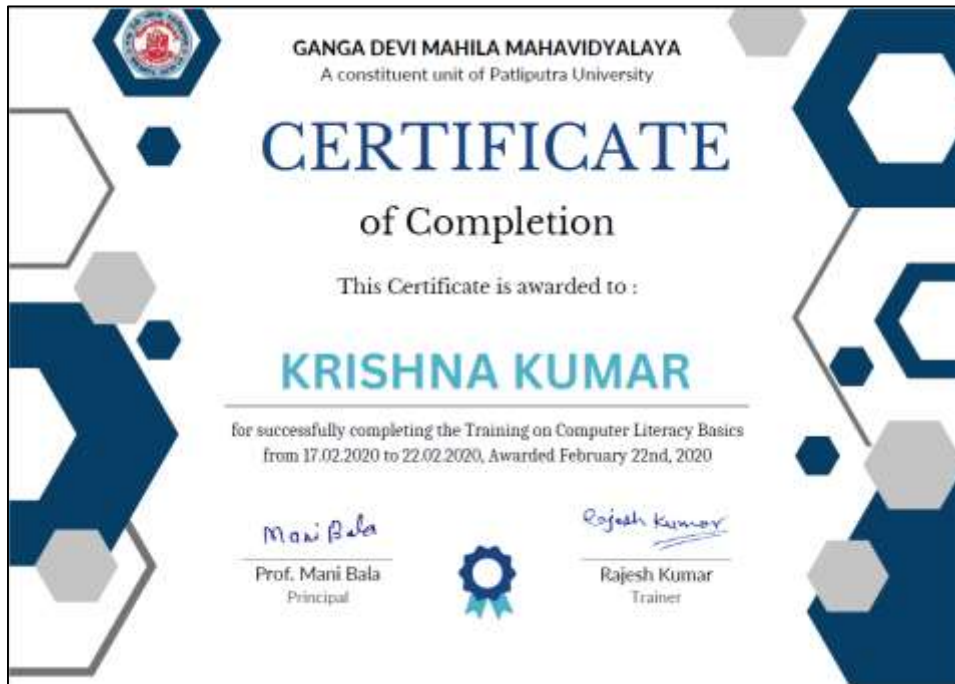 GANGA DEVI MAHILA MAHAVIDYALAYA
A constituent unit of Patliputra University
CERTIFICATE
of Completion
This Certificate is awarded to :
KRISHNA KUMAR
for successfully completing the Training on Computer Literacy Basics
from 17.02.2020 to 22.02.2020, Awarded February 22nd, 2020
Mani Bala
Rajesh Kumar
Prof. Mani Bala
Rajesh Kumar
Principal
Trainer